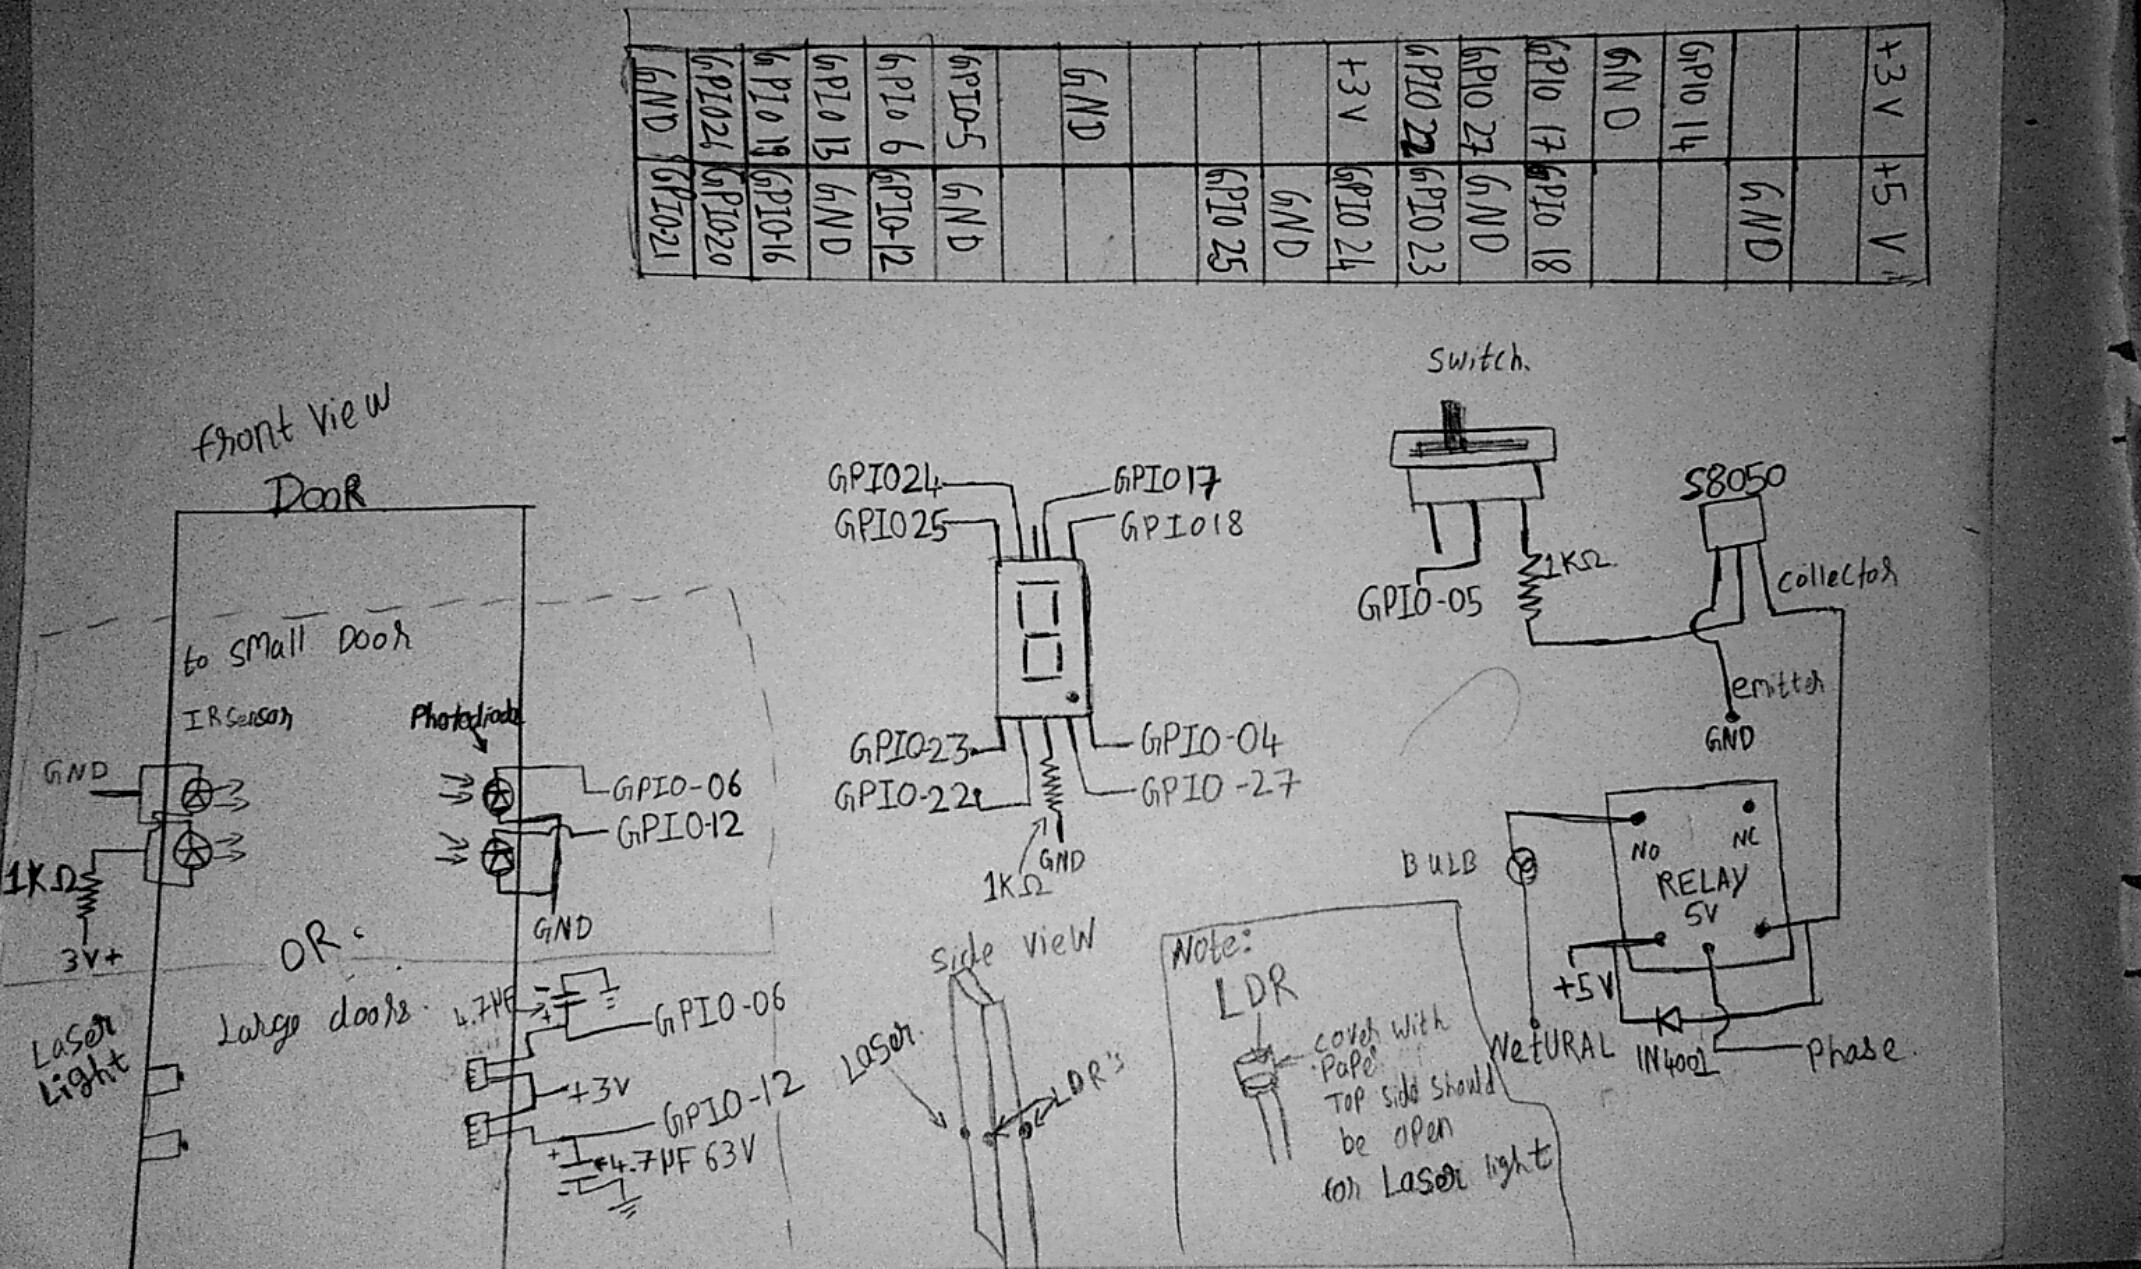 +3V
GPIO 14
GND
GPIO 17
GPIO 27
GPIO 22
+3V
GND
GPIO-5
GPIO 6
GPIO 13
GPIO 19
GPIO26
GND
+5V
GND
GPIO 18
GND
GPIO 23
GPIO 24
GND
GPIO 25
GND
GPIO-12
GND
GPIO-16
GPIO20
GPIO-21
front view
DOOR
to small Door
IR Sensor
Photodiode
GND
1KΩ
3V+
GPIO-06
GPIO-12
GND
OR
Large doors.
Laser
Light
4.7µF
GPIO-06
+3V
GPIO-12
4.7µF 63V
GPIO24
GPIO17
GPIO25
GPIO18
GPIO23
GPIO-04
GPIO-22
GPIO-27
1KΩ
GND
Side view
Laser
LDR's
Note:
LDR
cover with
Pape
Top side should
be open
for Laser light
Switch.
GPIO-05
1KΩ
S8050
collector
emitter
GND
BULB
NO
NC
RELAY
5V
+5V
NetURAL
IN4001
Phase.